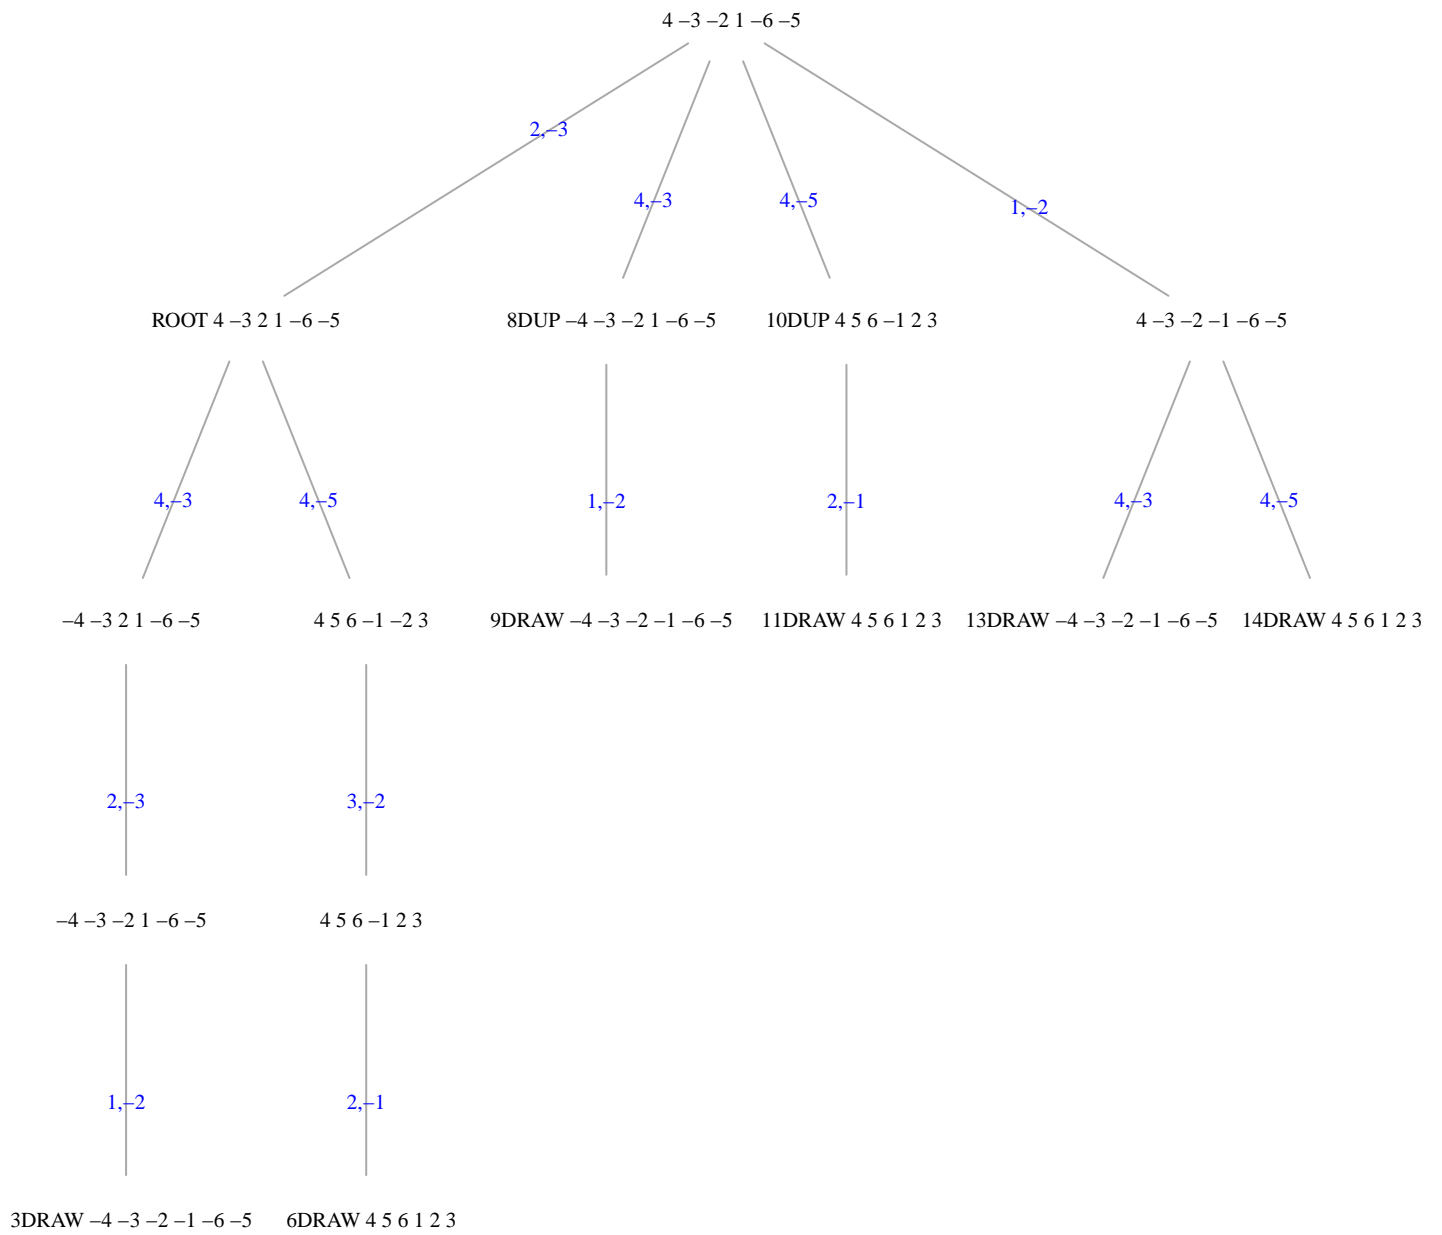 4 –3 –2 1 –6 –5
2,–3
4,–3
4,–5
1,–2
ROOT 4 –3 2 1 –6 –5
8DUP –4 –3 –2 1 –6 –5
10DUP 4 5 6 –1 2 3
4 –3 –2 –1 –6 –5
4,–3
4,–5
1,–2
2,–1
4,–3
4,–5
–4 –3 2 1 –6 –5
4 5 6 –1 –2 3
9DRAW –4 –3 –2 –1 –6 –5
11DRAW 4 5 6 1 2 3
13DRAW –4 –3 –2 –1 –6 –5
14DRAW 4 5 6 1 2 3
2,–3
3,–2
–4 –3 –2 1 –6 –5
4 5 6 –1 2 3
1,–2
2,–1
3DRAW –4 –3 –2 –1 –6 –5
6DRAW 4 5 6 1 2 3